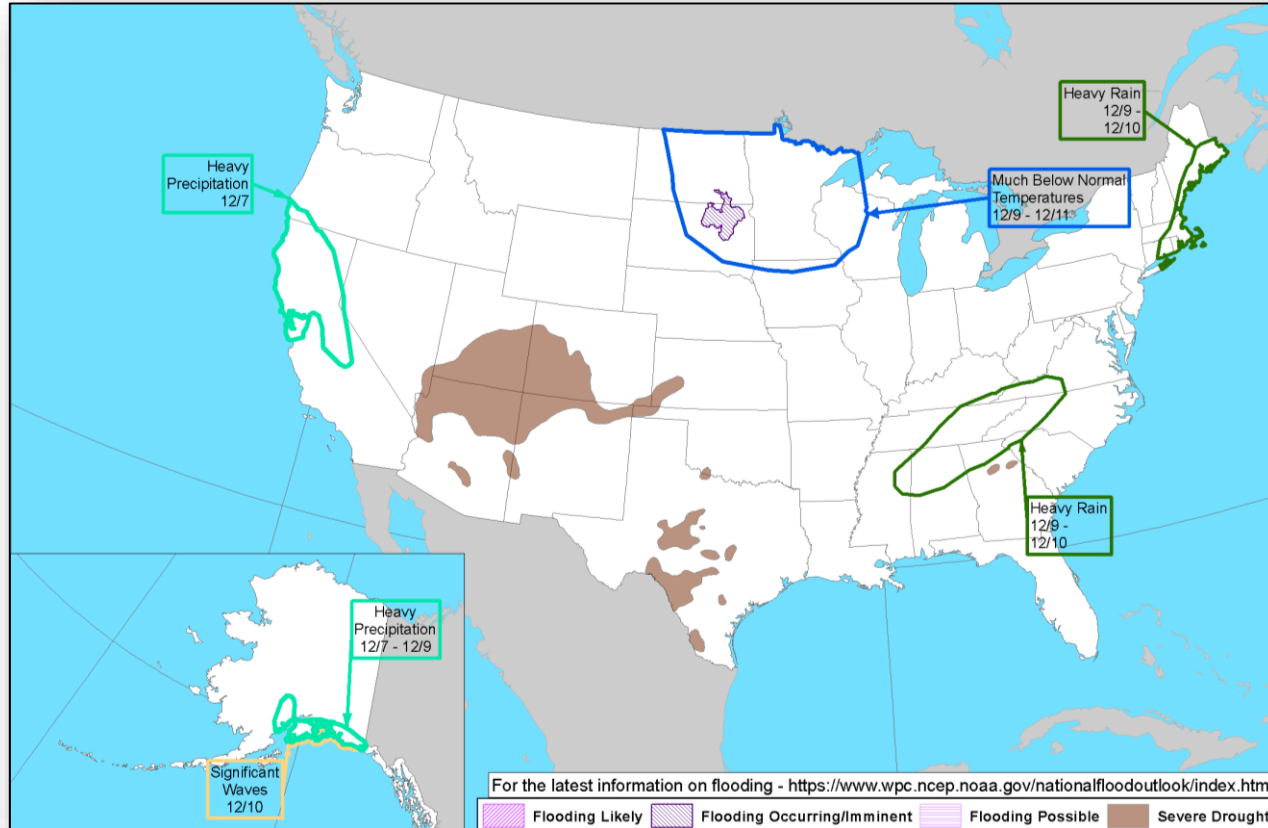 Heavy Rain
12/9 -
12/10
Heavy
Precipitation
12/7
Much Below Normal
Temperatures
12/9 - 12/11
Heavy Rain
12/9 -
12/10
Heavy
Precipitation
12/7 - 12/9
Significant
Waves
12/10
For the latest information on flooding - https://www.wpc.ncep.noaa.gov/nationalfloodoutlook/index.htm
Flooding Likely Flooding Occurring/Imminent Flooding Possible Severe Drought